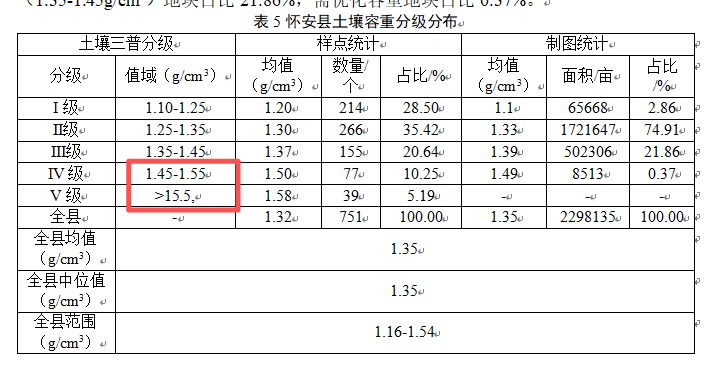 （1.35-1.45g/cm³）地块占比 21.86%，需优化容重地块占比 0.37%。
表 5 怀安县土壤容重分级分布
土壤三普分级 样点统计 制图统计
分级 值域（g/cm³） 均值（g/cm³） 数量/个 占比/% 均值（g/cm³） 面积/亩 占比/%
I 级 1.10-1.25 1.20 214 28.50 1.1 65668 2.86
II级 1.25-1.35 1.30 266 35.42 1.33 1721647 74.91
III级 1.35-1.45 1.37 155 20.64 1.39 502306 21.86
IV 级 1.45-1.55 1.50 77 10.25 1.49 8513 0.37
V 级 >15.5, 1.58 39 5.19 - - -
全县 - 1.32 751 100.00 1.35 2298135 100.00
全县均值（g/cm³） 1.35
全县中位值（g/cm³） 1.35
全县范围（g/cm³） 1.16-1.54